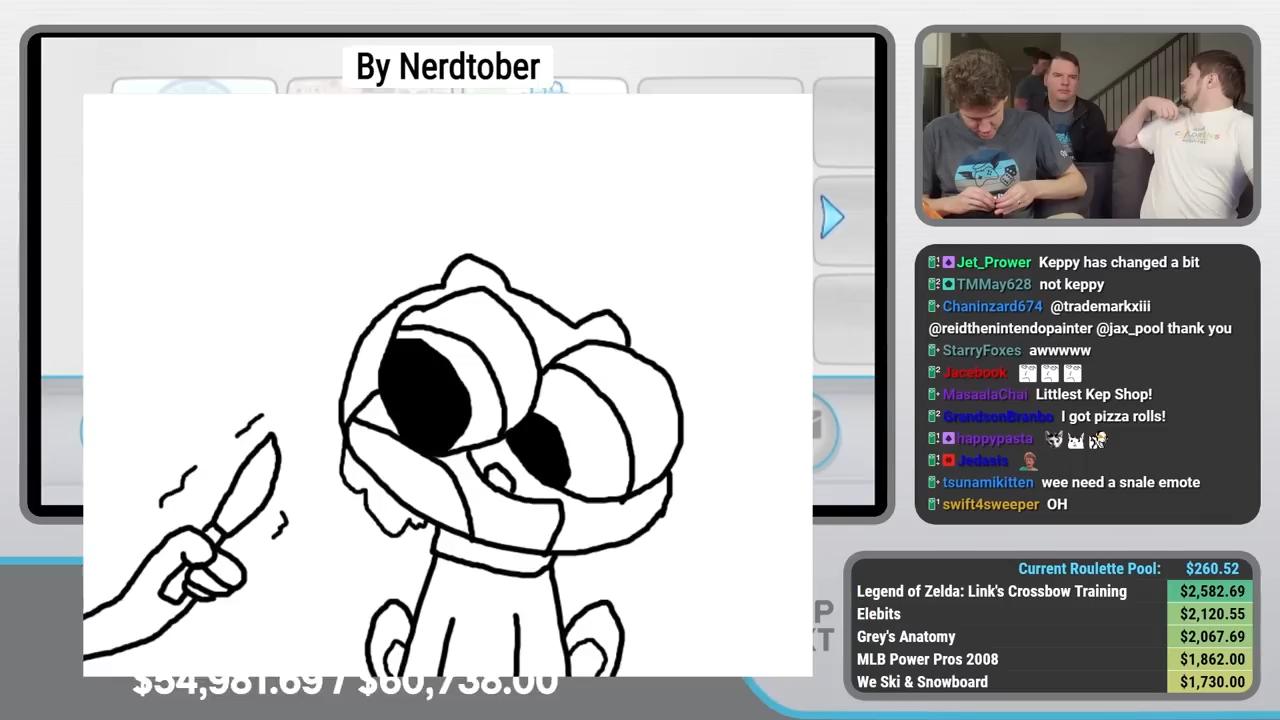 By Nerdtober
Jet_Prower Keppy has changed a bit
TMMay628 not keppy
Chaninzard674 @trademarkxiii
@reidthenintendopainter @jax_pool thank you
StarryFoxes awwwww
Jacebook
MasaalaChai Littlest Kep Shop!
GrandsonBranbo I got pizza rolls!
happypasta
Jedasis
tsunamikitten wee need a snale emote
swift4sweeper OH
Current Roulette Pool: $260.52
Legend of Zelda: Link's Crossbow Training $2,582.69
Elebits $2,120.55
Grey's Anatomy $2,067.69
MLB Power Pros 2008 $1,862.00
We Ski & Snowboard $1,730.00
$54,981.69 / $60,738.00